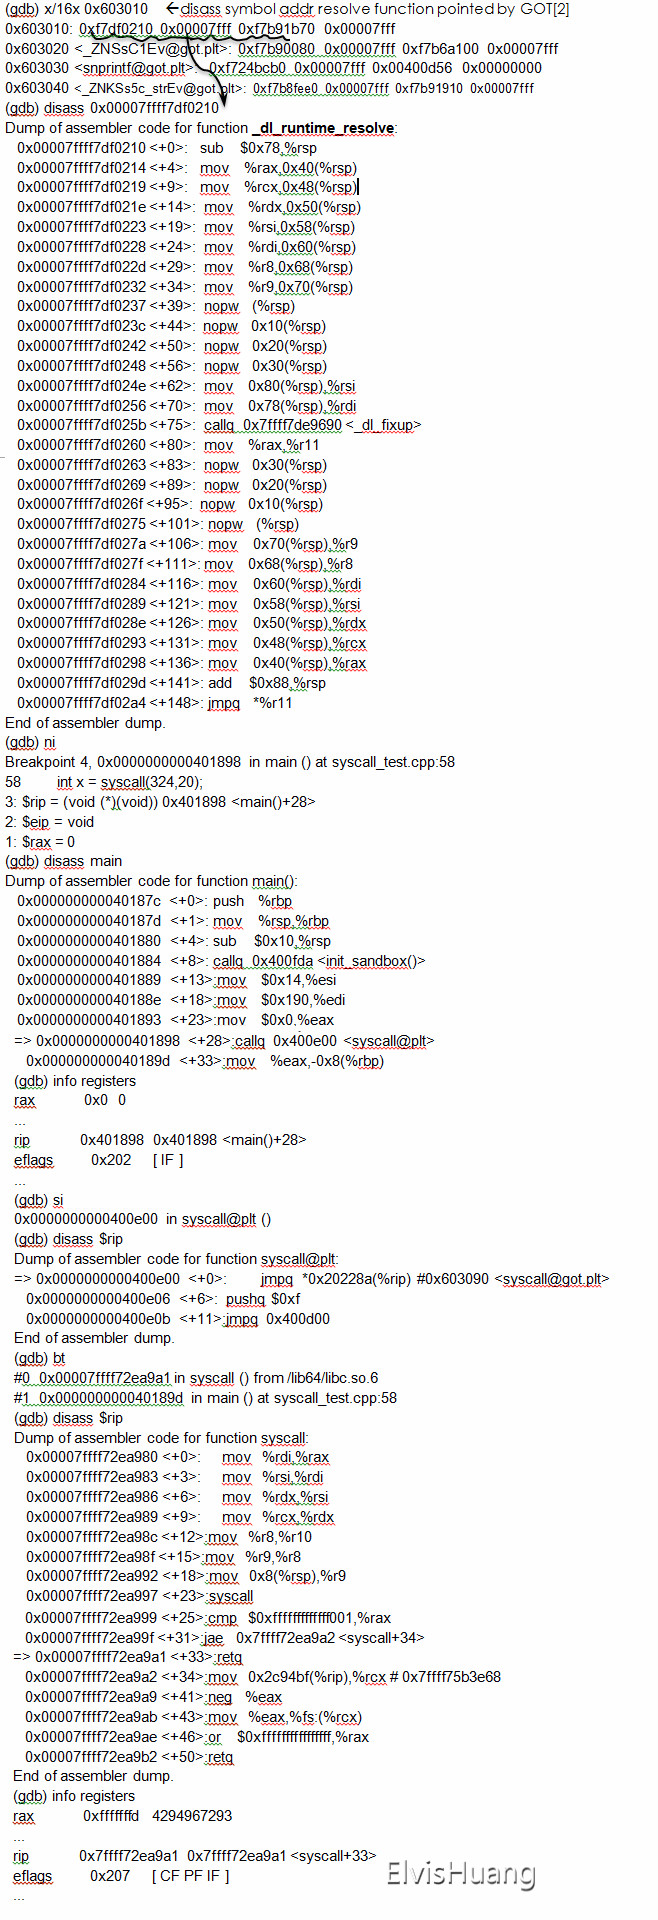 (gdb) x/16x 0x603010 ←disass symbol addr resolve function pointed by GOT[2]
0x603010: 0xf7df0210 0x00007fff 0xf7b91b70 0x00007fff
0x603020 <_ZNSsC1Ev@got.plt>: 0xf7b90080 0x00007fff 0xf7b6a100 0x00007fff
0x603030 <snprintf@got.plt>: 0xf724bcb0 0x00007fff 0x00400d56 0x00000000
0x603040 <_ZNKSs5c_strEv@got.plt>: 0xf7b8fee0 0x00007fff 0xf7b91910 0x00007fff
(gdb) disass 0x00007ffff7df0210
Dump of assembler code for function _dl_runtime_resolve:
0x00007ffff7df0210 <+0>: sub $0x78,%rsp
0x00007ffff7df0214 <+4>: mov %rax,0x40(%rsp)
0x00007ffff7df0219 <+9>: mov %rcx,0x48(%rsp)
0x00007ffff7df021e <+14>: mov %rdx,0x50(%rsp)
0x00007ffff7df0223 <+19>: mov %rsi,0x58(%rsp)
0x00007ffff7df0228 <+24>: mov %rdi,0x60(%rsp)
0x00007ffff7df022d <+29>: mov %r8,0x68(%rsp)
0x00007ffff7df0232 <+34>: mov %r9,0x70(%rsp)
0x00007ffff7df0237 <+39>: nopw (%rsp)
0x00007ffff7df023c <+44>: nopw 0x10(%rsp)
0x00007ffff7df0242 <+50>: nopw 0x20(%rsp)
0x00007ffff7df0248 <+56>: nopw 0x30(%rsp)
0x00007ffff7df024e <+62>: mov 0x80(%rsp),%rsi
0x00007ffff7df0256 <+70>: mov 0x78(%rsp),%rdi
0x00007ffff7df025b <+75>: callq 0x7ffff7de9690 <_dl_fixup>
0x00007ffff7df0260 <+80>: mov %rax,%r11
0x00007ffff7df0263 <+83>: nopw 0x30(%rsp)
0x00007ffff7df0269 <+89>: nopw 0x20(%rsp)
0x00007ffff7df026f <+95>: nopw 0x10(%rsp)
0x00007ffff7df0275 <+101>: nopw (%rsp)
0x00007ffff7df027a <+106>: mov 0x70(%rsp),%r9
0x00007ffff7df027f <+111>: mov 0x68(%rsp),%r8
0x00007ffff7df0284 <+116>: mov 0x60(%rsp),%rdi
0x00007ffff7df0289 <+121>: mov 0x58(%rsp),%rsi
0x00007ffff7df028e <+126>: mov 0x50(%rsp),%rdx
0x00007ffff7df0293 <+131>: mov 0x48(%rsp),%rcx
0x00007ffff7df0298 <+136>: mov 0x40(%rsp),%rax
0x00007ffff7df029d <+141>: add $0x88,%rsp
0x00007ffff7df02a4 <+148>: jmpq *%r11
End of assembler dump.
(gdb) ni
Breakpoint 4, 0x0000000000401898 in main () at syscall_test.cpp:58
58 int x = syscall(324,20);
3: $rip = (void (*)(void)) 0x401898 <main()+28>
2: $eip = void
1: $rax = 0
(gdb) disass main
Dump of assembler code for function main():
0x000000000040187c <+0>: push %rbp
0x000000000040187d <+1>: mov %rsp,%rbp
0x0000000000401880 <+4>: sub $0x10,%rsp
0x0000000000401884 <+8>: callq 0x400fda <init_sandbox()>
0x0000000000401889 <+13>:mov $0x14,%esi
0x000000000040188e <+18>:mov $0x190,%edi
0x0000000000401893 <+23>:mov $0x0,%eax
=> 0x0000000000401898 <+28>:callq 0x400e00 <syscall@plt>
0x000000000040189d <+33>:mov %eax,-0x8(%rbp)
(gdb) info registers
rax 0x0 0
...
rip 0x401898 0x401898 <main()+28>
eflags 0x202 [ IF ]
...
(gdb) si
0x0000000000400e00 in syscall@plt ()
(gdb) disass $rip
Dump of assembler code for function syscall@plt:
=> 0x0000000000400e00 <+0>: jmpq *0x20228a(%rip) #0x603090 <syscall@got.plt>
0x0000000000400e06 <+6>: pushq $0xf
0x0000000000400e0b <+11>:jmpq 0x400d00
End of assembler dump.
(gdb) bt
#0 0x00007ffff72ea9a1 in syscall () from /lib64/libc.so.6
#1 0x000000000040189d in main () at syscall_test.cpp:58
(gdb) disass $rip
Dump of assembler code for function syscall:
0x00007ffff72ea980 <+0>: mov %rdi,%rax
0x00007ffff72ea983 <+3>: mov %rsi,%rdi
0x00007ffff72ea986 <+6>: mov %rdx,%rsi
0x00007ffff72ea989 <+9>: mov %rcx,%rdx
0x00007ffff72ea98c <+12>:mov %r8,%r10
0x00007ffff72ea98f <+15>:mov %r9,%r8
0x00007ffff72ea992 <+18>:mov 0x8(%rsp),%r9
0x00007ffff72ea997 <+23>:syscall
0x00007ffff72ea999 <+25>:cmp $0xfffffffffffff001,%rax
0x00007ffff72ea99f <+31>:jae 0x7ffff72ea9a2 <syscall+34>
=> 0x00007ffff72ea9a1 <+33>:retq
0x00007ffff72ea9a2 <+34>:mov 0x2c94bf(%rip),%rcx # 0x7ffff75b3e68
0x00007ffff72ea9a9 <+41>:neg %eax
0x00007ffff72ea9ab <+43>:mov %eax,%fs:(%rcx)
0x00007ffff72ea9ae <+46>:or $0xffffffffffffffff,%rax
0x00007ffff72ea9b2 <+50>:retq
End of assembler dump.
(gdb) info registers
rax 0xfffffffd 4294967293
...
rip 0x7ffff72ea9a1 0x7ffff72ea9a1 <syscall+33>
eflags 0x207 [ CF PF IF ]
...
ElvisHuang